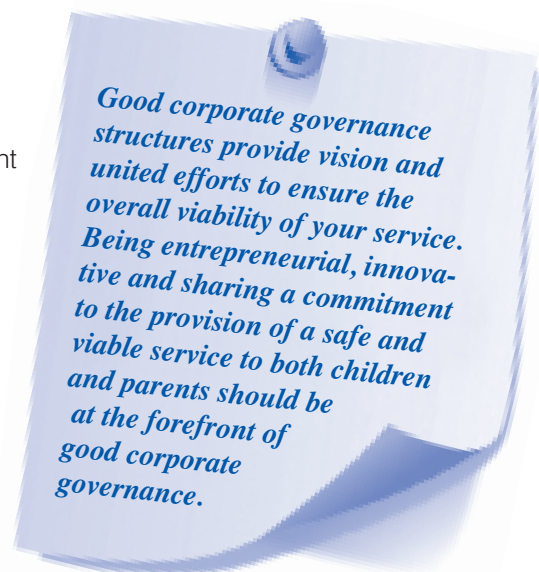 nt
Good corporate governance
structures provide vision and
united efforts to ensure the
overall viability of your service.
Being entrepreneurial, innova-
tive and sharing a commitment
to the provision of a safe and
viable service to both children
and parents should be
at the forefront of
good corporate
governance.